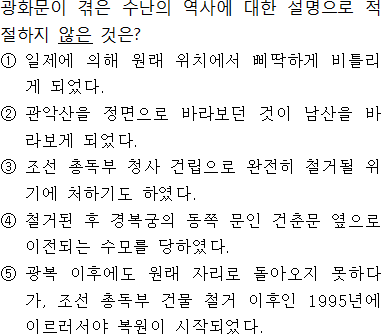 광화문이 겪은 수난의 역사에 대한 설명으로 적
절하지 않은 것은?
① 일제에 의해 원래 위치에서 삐딱하게 비틀리
게 되었다.
② 관악산을 정면으로 바라보던 것이 남산을 바
라보게 되었다.
③ 조선 총독부 청사 건립으로 완전히 철거될 위
기에 처하기도 하였다.
④ 철거된 후 경복궁의 동쪽 문인 건춘문 옆으로
이전되는 수모를 당하였다.
⑤ 광복 이후에도 원래 자리로 돌아오지 못하다
가, 조선 총독부 건물 철거 이후인 1995년에
이르러서야 복원이 시작되었다.